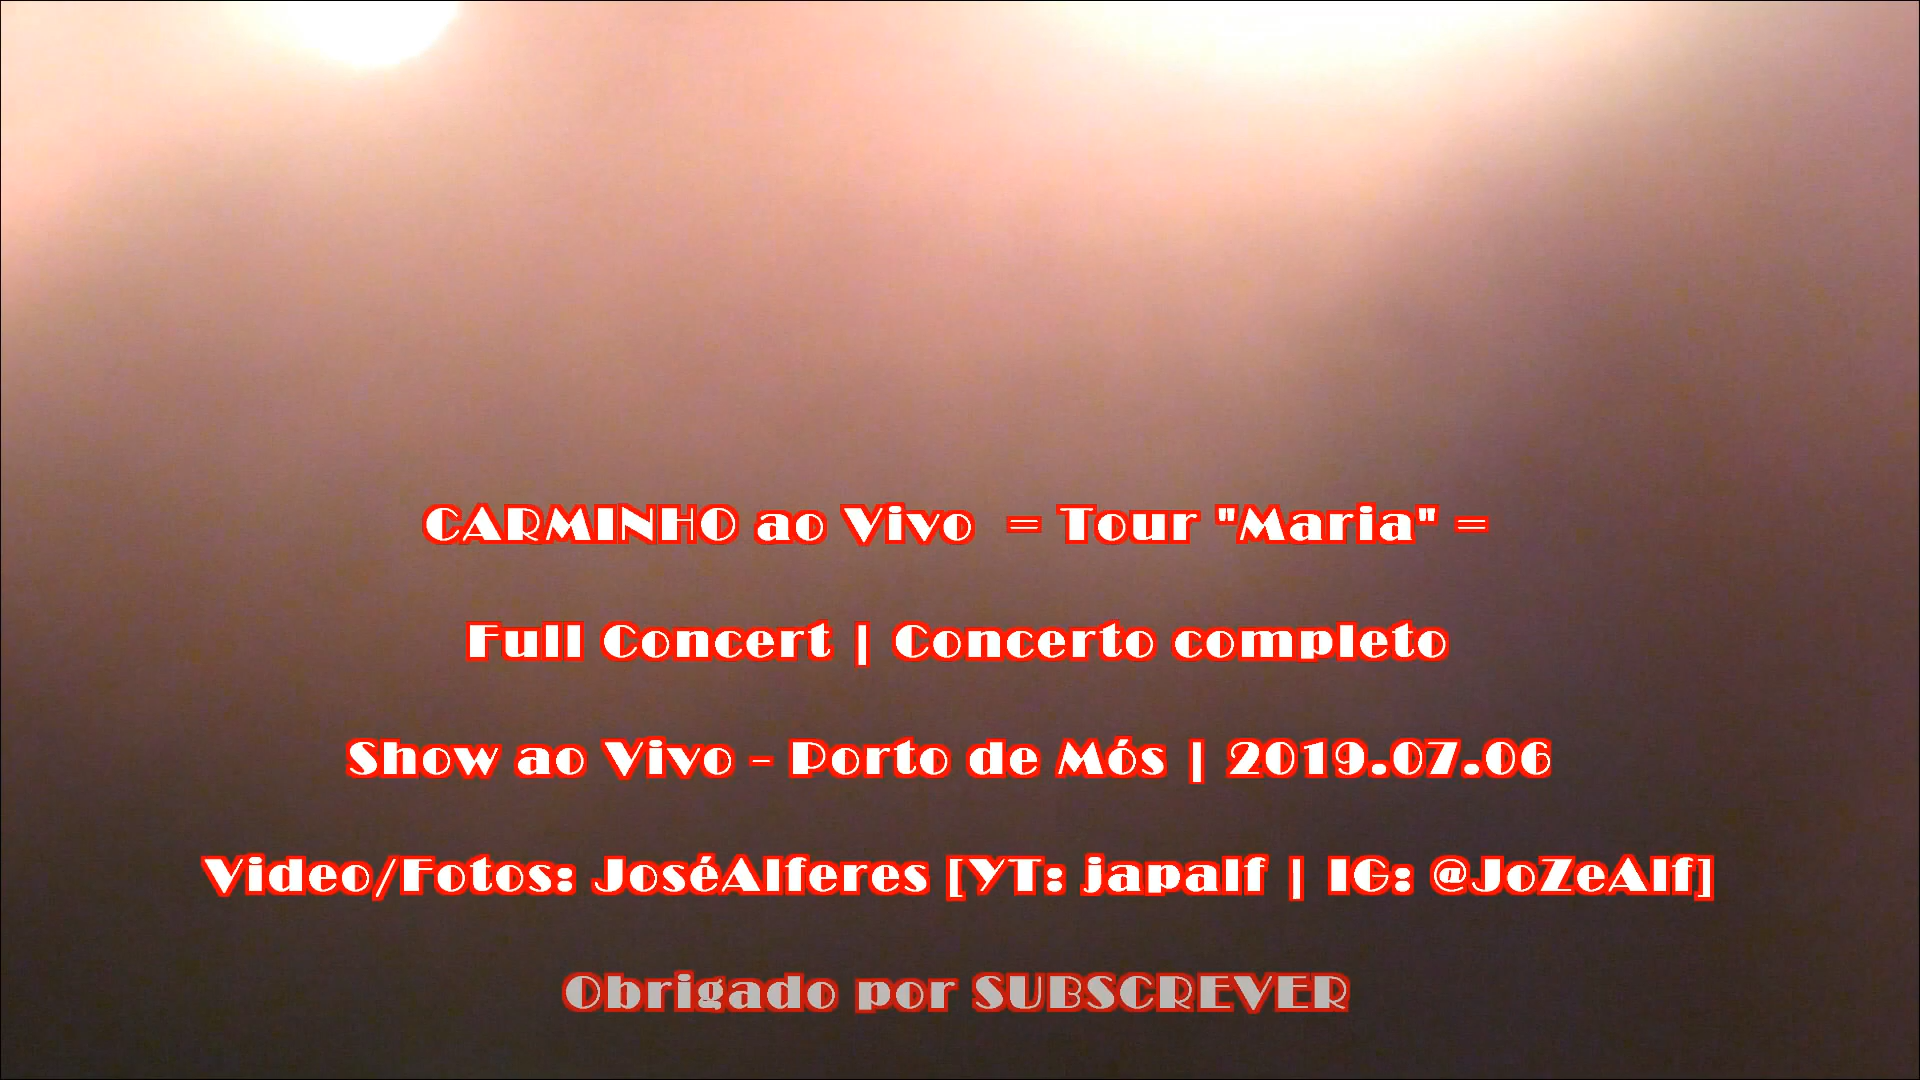 CARMINHO ao Vivo = Tour "Maria" =
Full Concert | Concerto completo
Show ao Vivo - Porto de Mós | 2019.07.06
Video/Fotos: JoséAlferes [YT: japalf | IG: @JoZeAlf]
Obrigado por SUBSCREVER